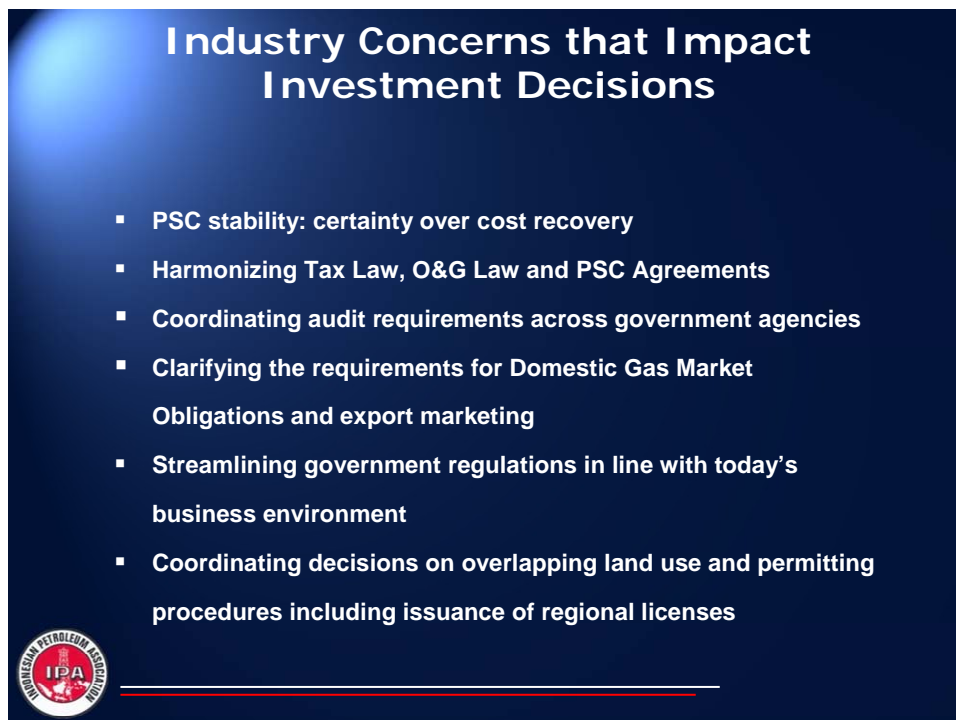 Industry Concerns that Impact
Investment Decisions
▪ PSC stability: certainty over cost recovery
▪ Harmonizing Tax Law, O&G Law and PSC Agreements
▪ Coordinating audit requirements across government agencies
▪ Clarifying the requirements for Domestic Gas Market
Obligations and export marketing
▪ Streamlining government regulations in line with today’s
business environment
▪ Coordinating decisions on overlapping land use and permitting
procedures including issuance of regional licenses
INDONESIAN PETROLEUM ASSOCIATION
IPA